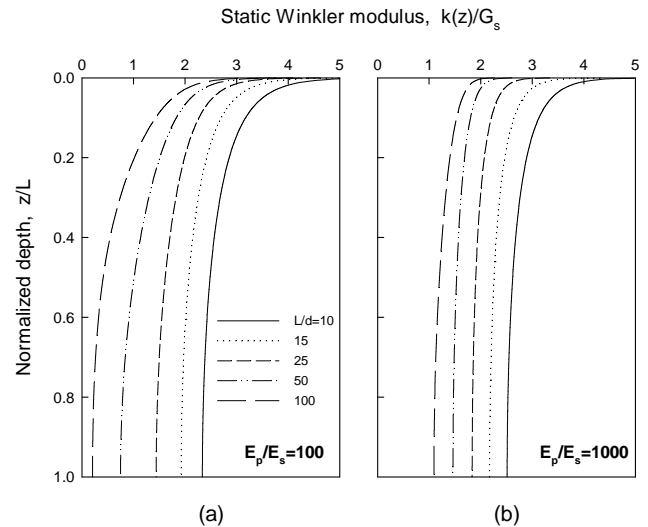 Static Winkler modulus, k(z)/Gs
0 1 2 3 4 5
0 1 2 3 4 5
Normalized depth, z/L
0.0
0.2
0.4
0.6
0.8
1.0
L/d=10
15
25
50
100
Ep/Es=100
Ep/Es=1000
(a)
(b)